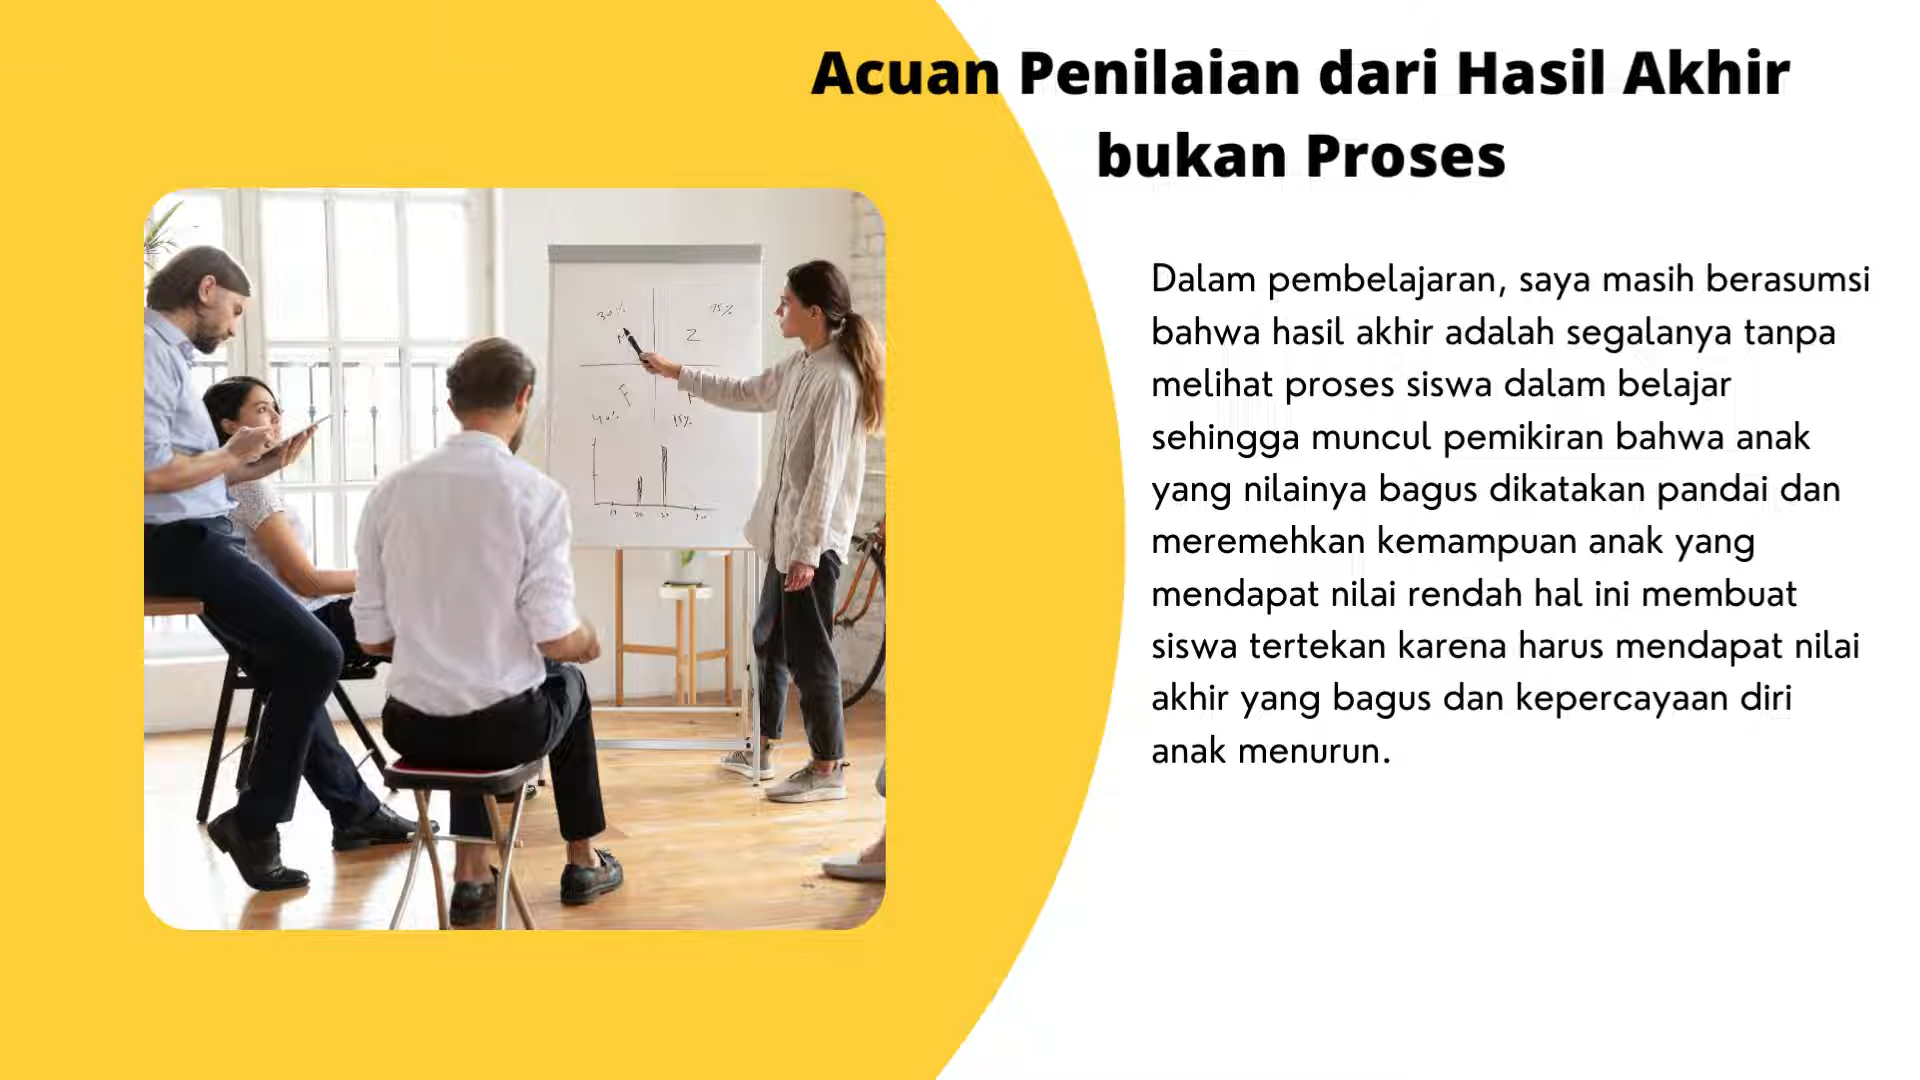 Acuan Penilaian dari Hasil Akhir
bukan Proses
Dalam pembelajaran, saya masih berasumsi
bahwa hasil akhir adalah segalanya tanpa
melihat proses siswa dalam belajar
sehingga muncul pemikiran bahwa anak
yang nilainya bagus dikatakan pandai dan
meremehkan kemampuan anak yang
mendapat nilai rendah hal ini membuat
siswa tertekan karena harus mendapat nilai
akhir yang bagus dan kepercayaan diri
anak menurun.